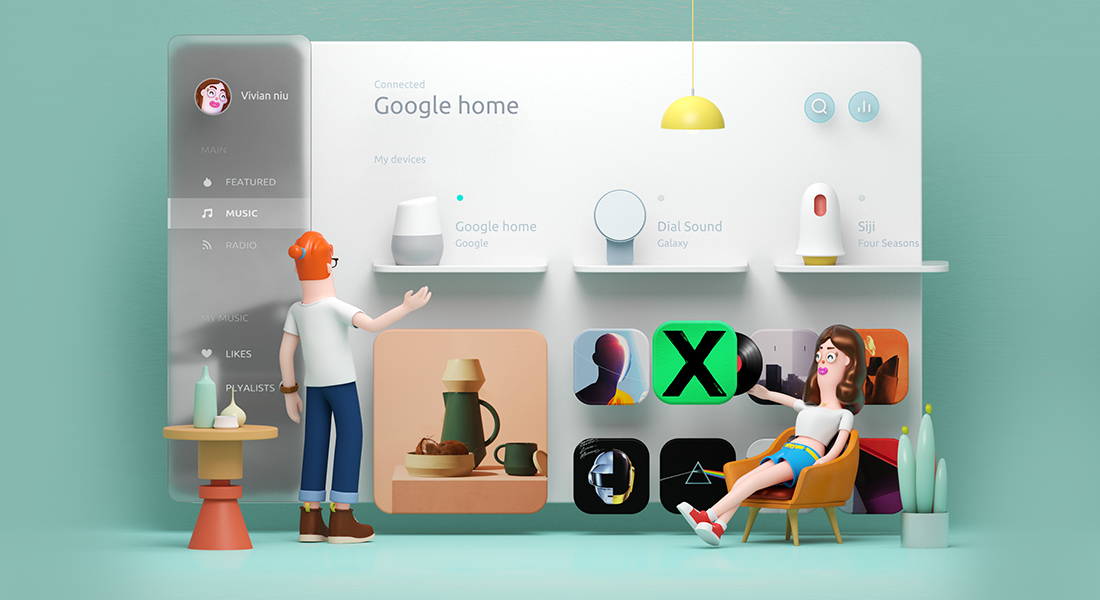 Vivian niu
MAIN
FEATURED
MUSIC
RADIO
MY MUSIC
LIKES
PLYALISTS
Connected
Google home
My devices
Google home
Google
Dial Sound
Galaxy
Siji
Four Seasons
X